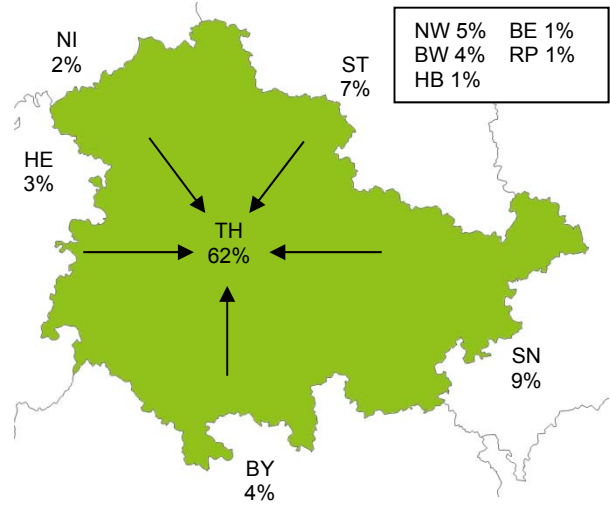 NI
2%
ST
7%
NW 5% BE 1%
BW 4% RP 1%
HB 1%
HE
3%
TH
62%
SN
9%
BY
4%